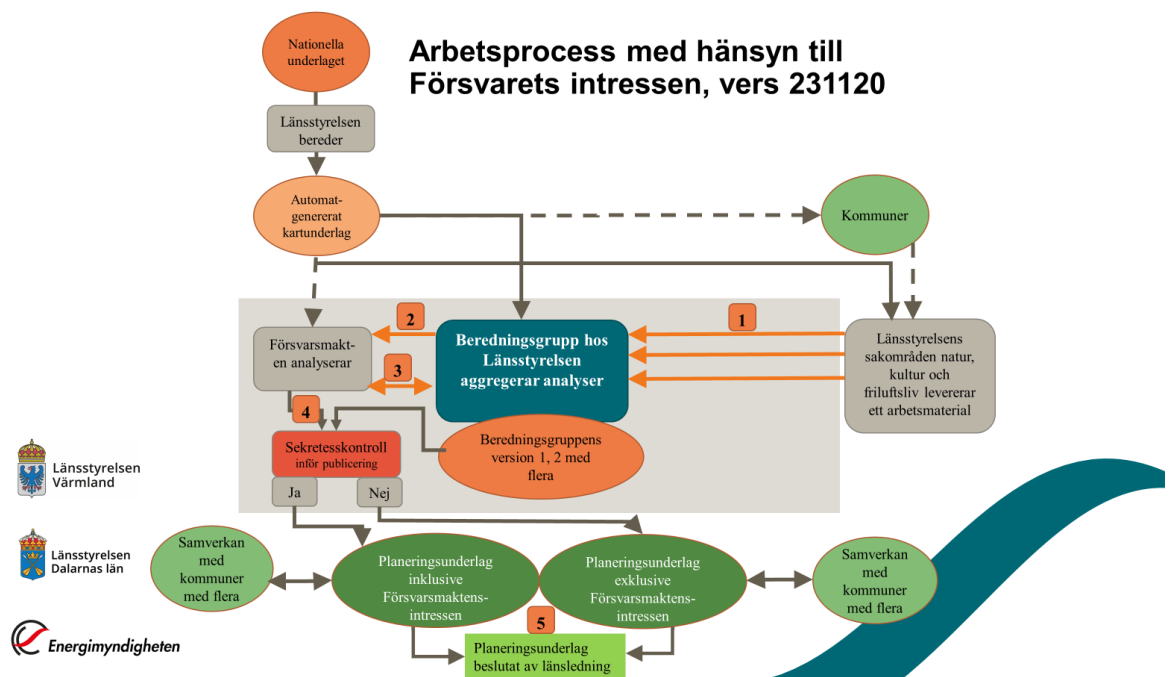 Nationella
underlaget
Arbetsprocess med hänsyn till
Försvarets intressen, vers 231120
Länsstyrelsen
bereder
Automat-
genererat
kartunderlag
Kommuner
2
1
Försvarsmakt-
en analyserar
3
Beredningsgrupp hos
Länsstyrelsen
aggregerar analyser
Länsstyrelsens
sakområden natur,
kultur och
friluftsliv levererar
ett arbetsmaterial
4
Sekretesskontroll
inför publicering
Beredningsgruppens
version 1, 2 med
flera
Ja
Nej
Länsstyrelsen
Värmland
Länsstyrelsen
Dalarnas län
Energimyndigheten
Samverkan
med
kommuner
med flera
Planeringsunderlag
inklusive
Försvarsmaktens-
intressen
Planeringsunderlag
exklusive
Försvarsmaktens-
intressen
Samverkan
med
kommuner
med flera
5
Planeringsunderlag
beslutat av länsledning